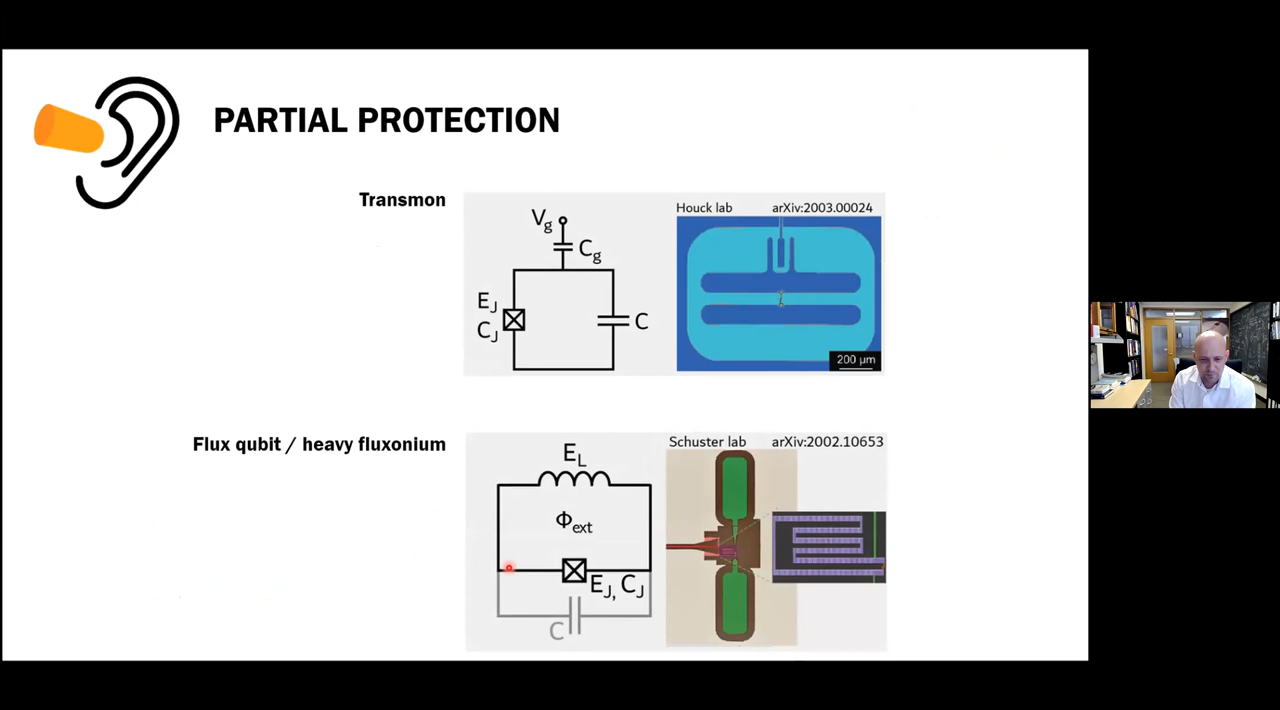 PARTIAL PROTECTION
Transmon
Vg
Cg
EJ
CJ
C
Houck lab arXiv:2003.00024
200 μm
Flux qubit / heavy fluxonium
EL
Φext
EJ, CJ
C
Schuster lab arXiv:2002.10653